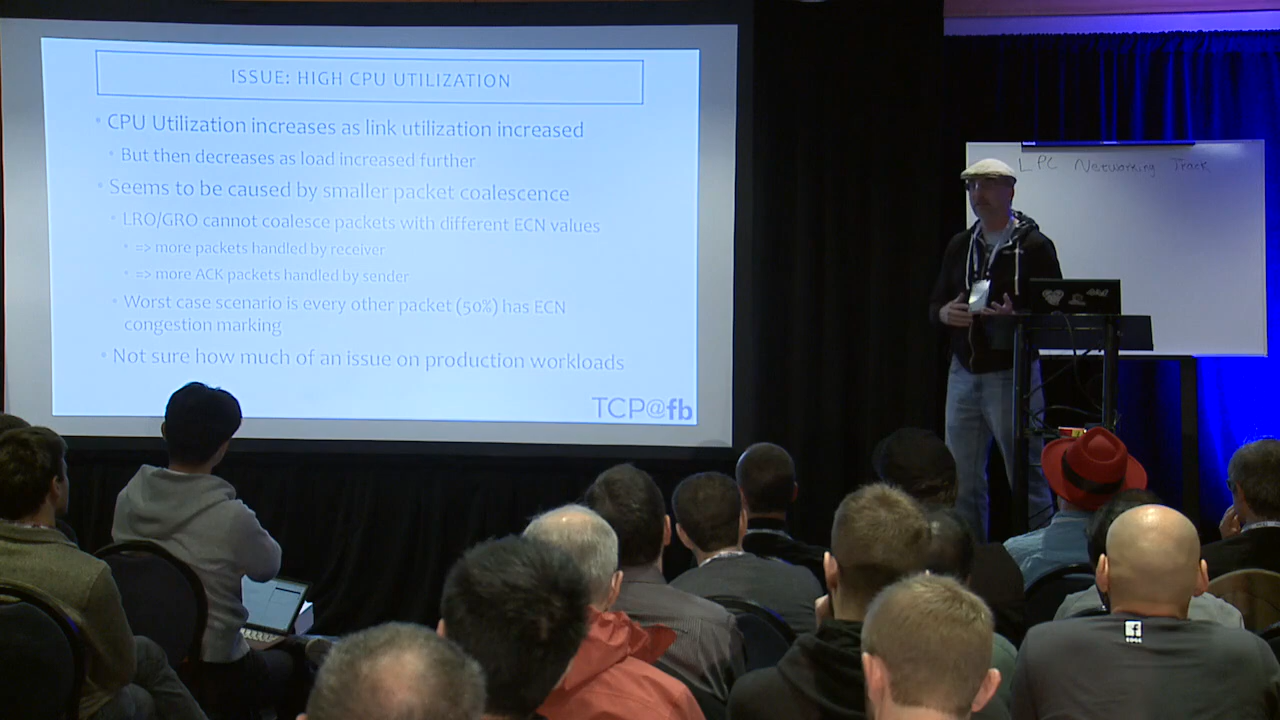 ISSUE: HIGH CPU UTILIZATION
• CPU Utilization increases as link utilization increased
• But then decreases as load increased further
• Seems to be caused by smaller packet coalescence
• LRO/GRO cannot coalesce packets with different ECN values
• => more packets handled by receiver
• => more ACK packets handled by sender
• Worst case scenario is every other packet (50%) has ECN
congestion marking
• Not sure how much of an issue on production workloads
TCP@fb
LPC Networking Track
f